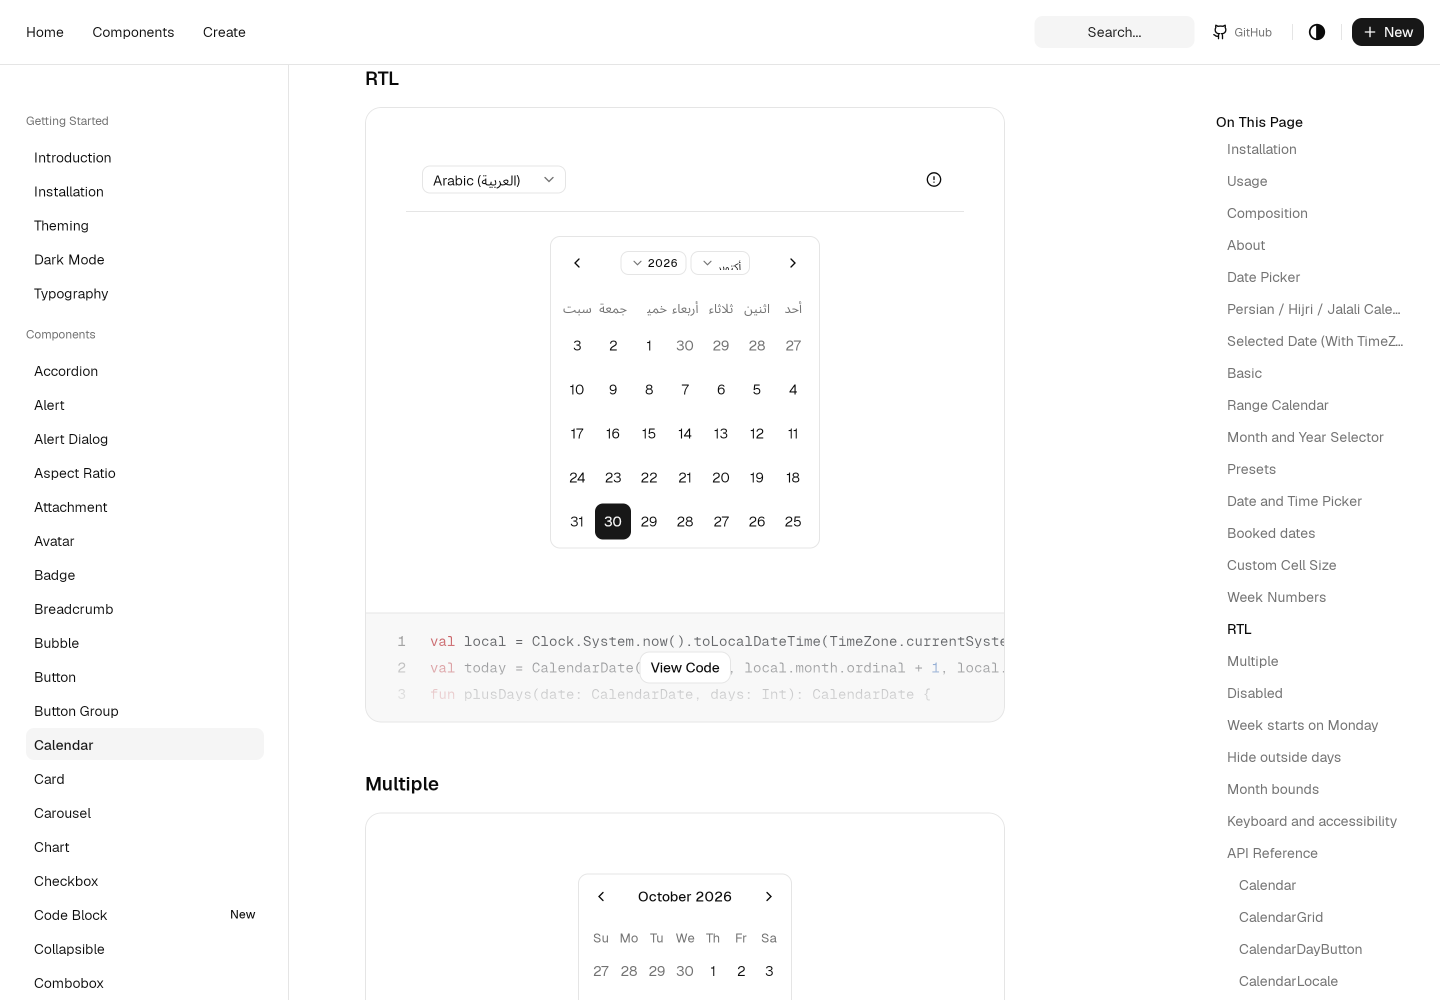 Home
Components
Create
Search...
GitHub
New
Getting Started
Introduction
Installation
Theming
Dark Mode
Typography
Components
Accordion
Alert
Alert Dialog
Aspect Ratio
Attachment
Avatar
Badge
Breadcrumb
Bubble
Button
Button Group
Calendar
Card
Carousel
Chart
Checkbox
Code Block
New
Collapsible
Combobox
RTL
Arabic (العربية)
2026
أحد اثنين ثلاثاء أربعاء خميـ جمعة سبت
27 28 29 30 1 2 3
4 5 6 7 8 9 10
11 12 13 14 15 16 17
18 19 20 21 22 23 24
25 26 27 28 29 30 31
1 val local = Clock.System.now().toLocalDateTime(TimeZone.currentSyste
2 val today = CalendarDate( , local.month.ordinal + 1, local.
3 fun plusDays(date: CalendarDate, days: Int): CalendarDate {
View Code
Multiple
October 2026
Su Mo Tu We Th Fr Sa
27 28 29 30 1 2 3
On This Page
Installation
Usage
Composition
About
Date Picker
Persian / Hijri / Jalali Cale...
Selected Date (With TimeZ...
Basic
Range Calendar
Month and Year Selector
Presets
Date and Time Picker
Booked dates
Custom Cell Size
Week Numbers
RTL
Multiple
Disabled
Week starts on Monday
Hide outside days
Month bounds
Keyboard and accessibility
API Reference
Calendar
CalendarGrid
CalendarDayButton
CalendarLocale